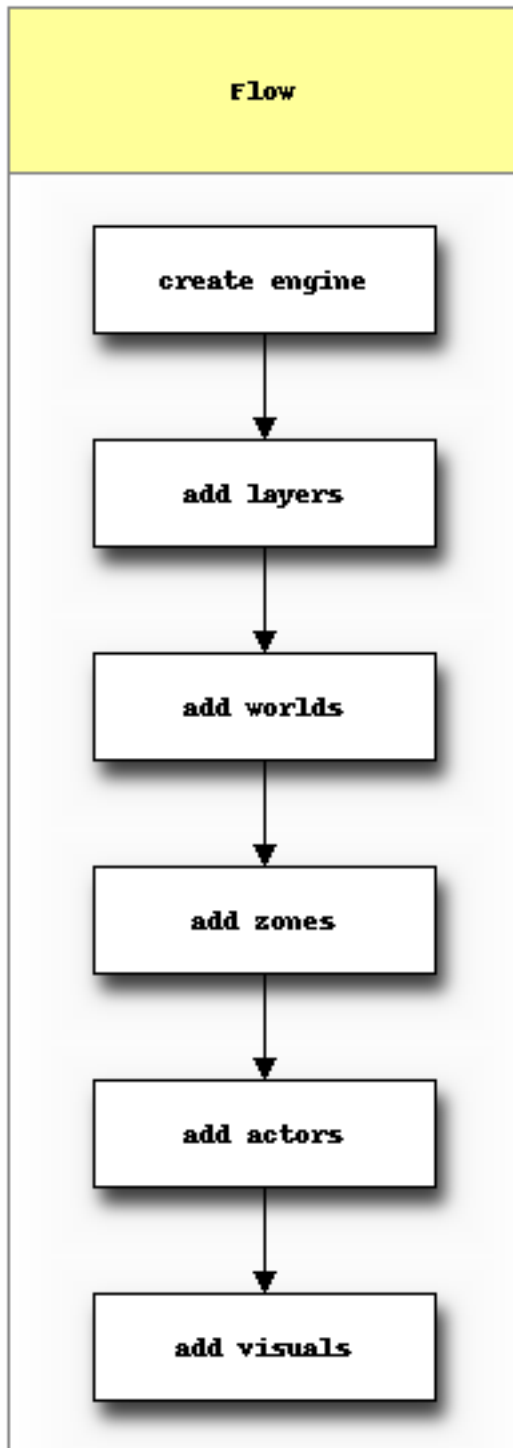 Flow
create engine
add layers
add worlds
add zones
add actors
add visuals